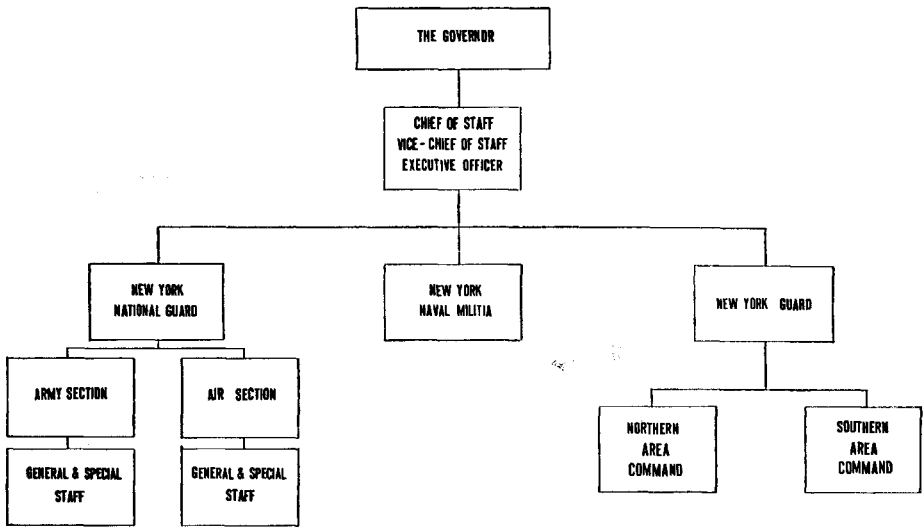 THE GOVERNOR
CHIEF OF STAFF
VICE - CHIEF OF STAFF
EXECUTIVE OFFICER
NEW YORK
NATIONAL GUARD
NEW YORK
NAVAL MILITIA
NEW YORK GUARD
ARMY SECTION
AIR SECTION
NORTHERN
AREA
COMMAND
SOUTHERN
AREA
COMMAND
GENERAL & SPECIAL
STAFF
GENERAL & SPECIAL
STAFF